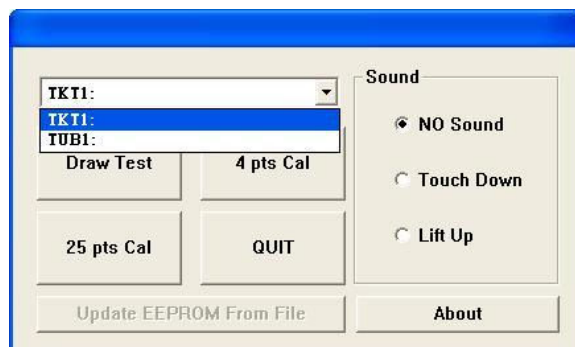 TKT1:
TKT1:
TUB1:
Draw Test
4 pts Cal
25 pts Cal
QUIT
Update EEPROM From File
Sound
NO Sound
Touch Down
Lift Up
About